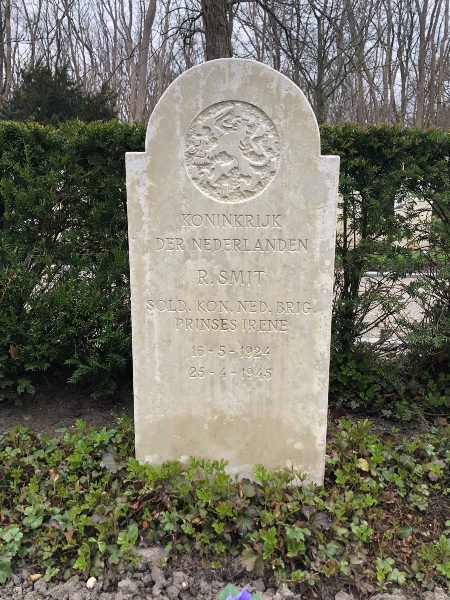 KONINKRIJK
DER NEDERLANDEN
R. SMIT
SOLD. KON. NED. BRIG.
PRINSES IRENE
15 - 5 - 1924
25 - 4 - 1945